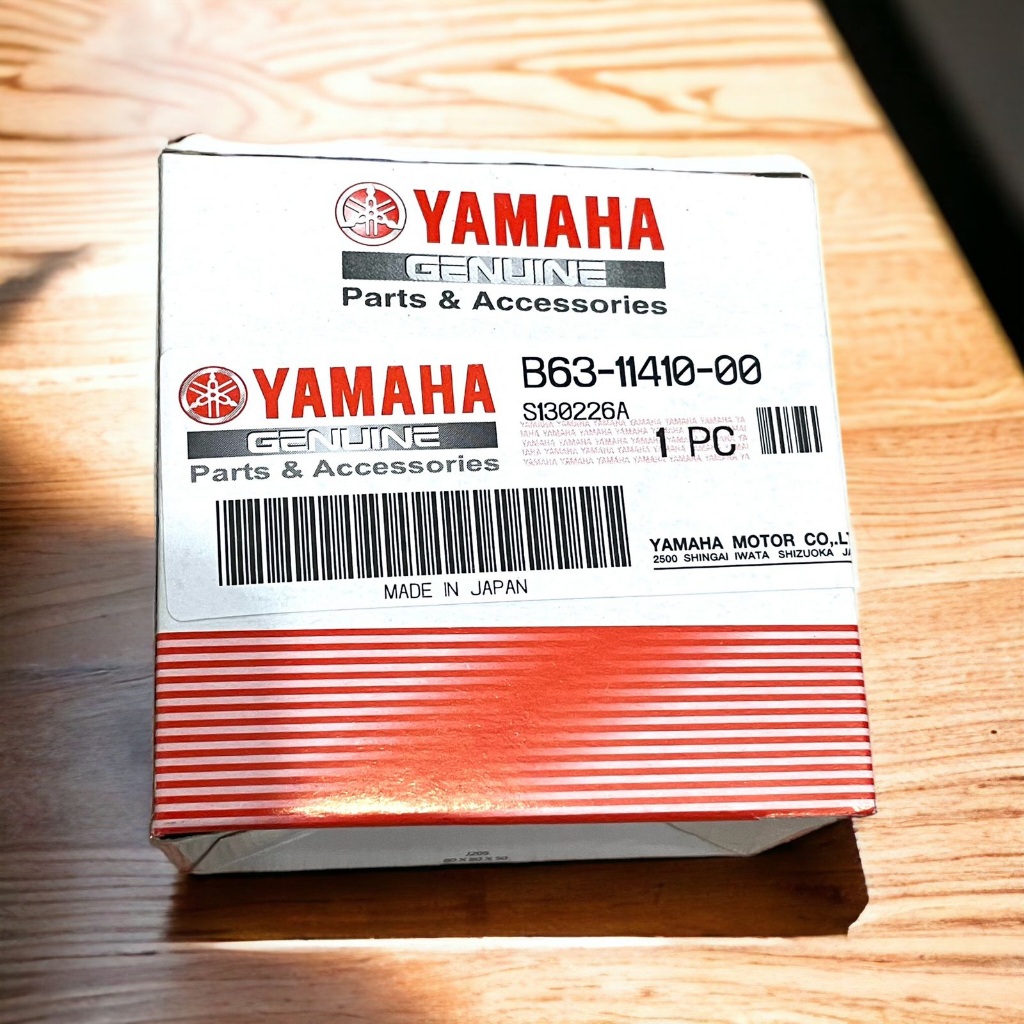 YAMAHA
GENUINE
Parts & Accessories
YAMAHA
GENUINE
Parts & Accessories
B63-11410-00
S130226A
1 PC
MADE IN JAPAN
YAMAHA MOTOR CO,.L
2500 SHINGAI IWATA SHIZUOKA JA